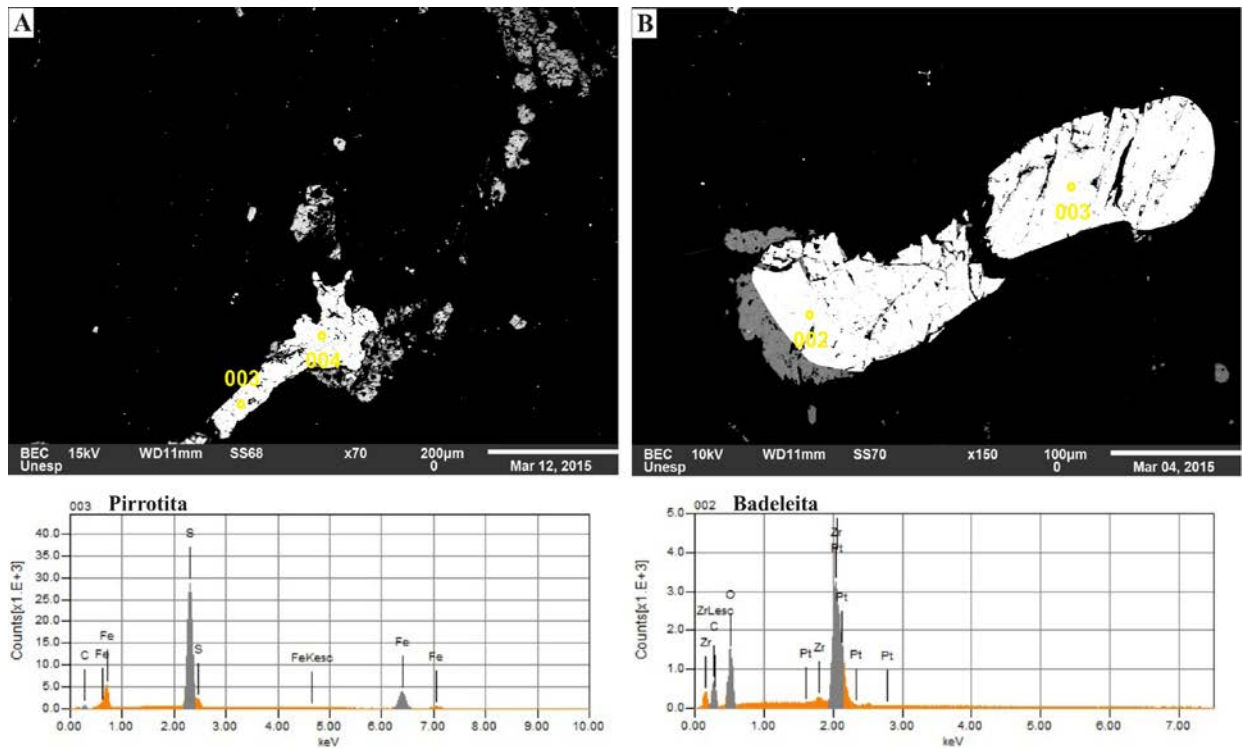 A
003
004
BEC 15kV WD11mm SS68 x70 200µm
Unesp 0 Mar 12, 2015
B
003
002
BEC 10kV WD11mm SS70 x150 100µm
Unesp 0 Mar 04, 2015
003 Pirrotita
Counts[x1.E+3]
40.0
35.0
30.0
25.0
20.0
15.0
10.0
5.0
0.0
C
Fe
Fe
S
S
FeKesc
Fe
Fe
0.00 1.00 2.00 3.00 4.00 5.00 6.00 7.00 8.00 9.00 10.00
keV
002 Badeleita
Counts[x1.E+3]
5.0
4.0
3.0
2.0
1.0
0.0
ZrLesc
Zr
C
O
Pt
Zr
Zr
Pt
Pt
Pt
Pt
0.00 1.00 2.00 3.00 4.00 5.00 6.00 7.00
keV